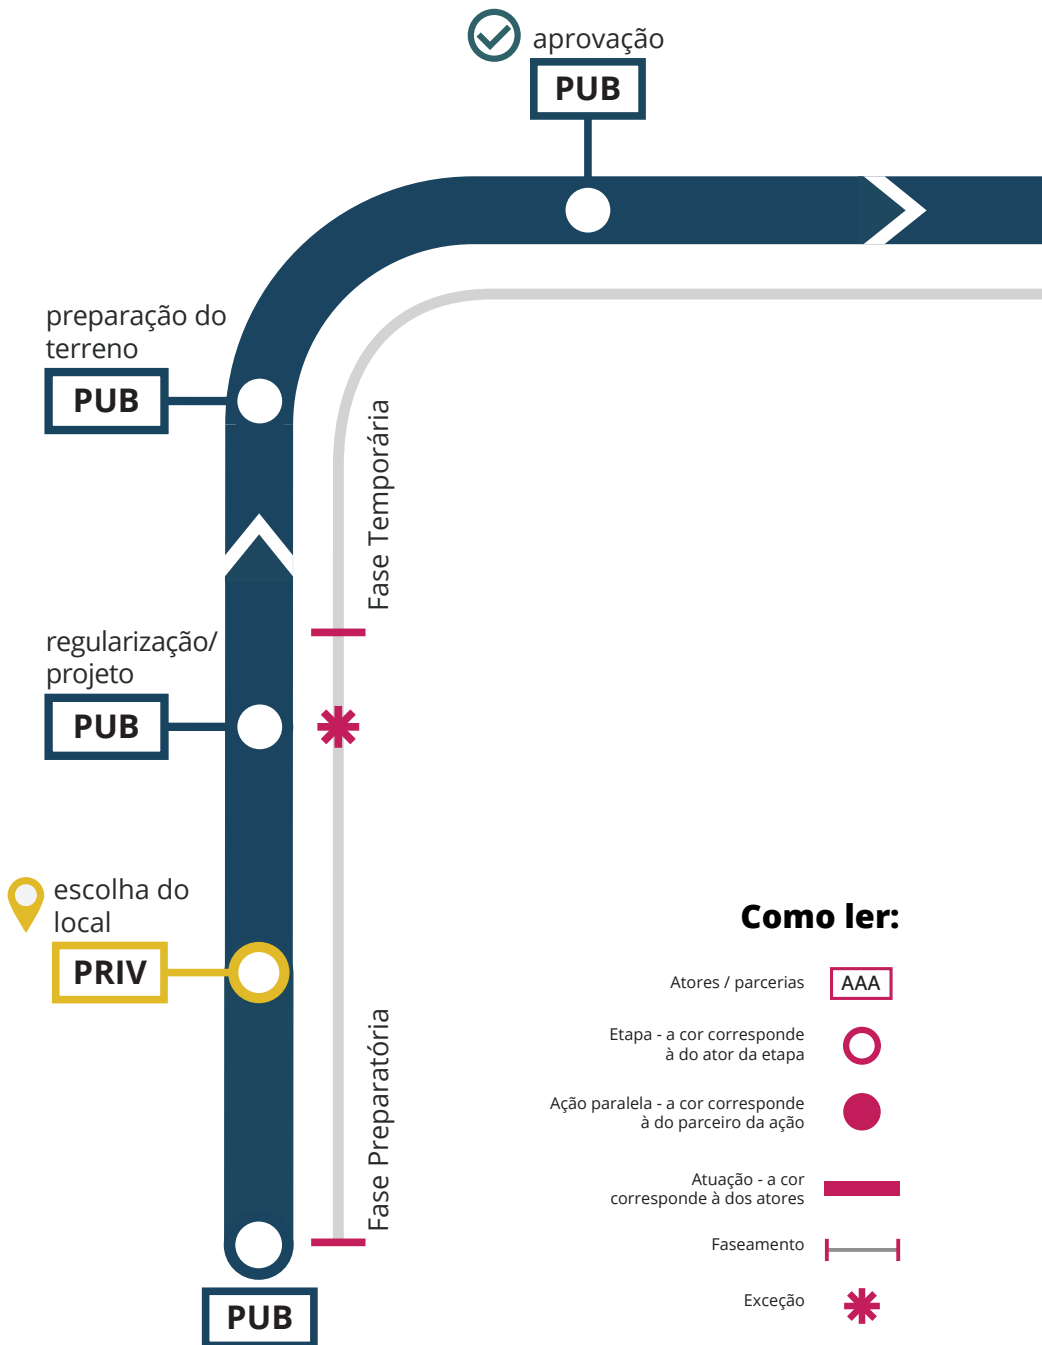 aprovação
PUB
preparação do
terreno
PUB
Fase Temporária
regularização/
projeto
PUB
escolha do
local
PRIV
Fase Preparatória
PUB
Como ler:
Atores / parcerias
AAA
Etapa - a cor corresponde
à do ator da etapa
Ação paralela - a cor corresponde
à do parceiro da ação
Atuação - a cor
corresponde à dos atores
Faseamento
Exceção